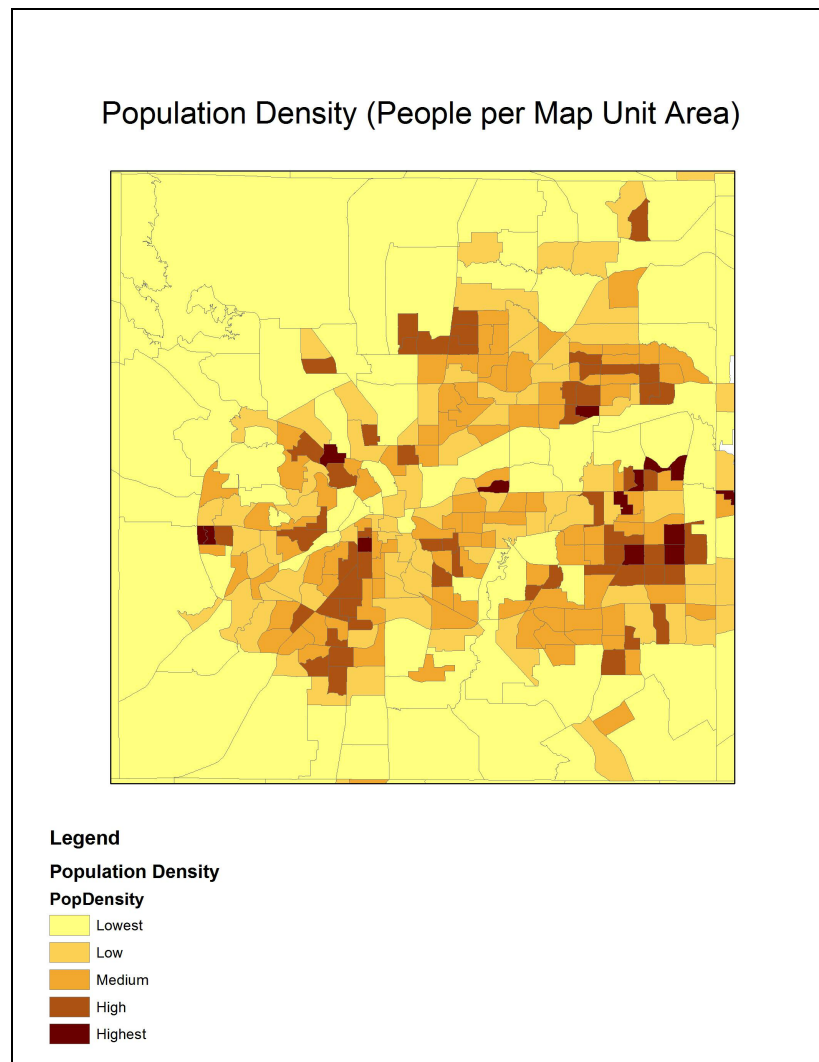 Population Density (People per Map Unit Area)
Legend
Population Density
PopDensity
Lowest
Low
Medium
High
Highest